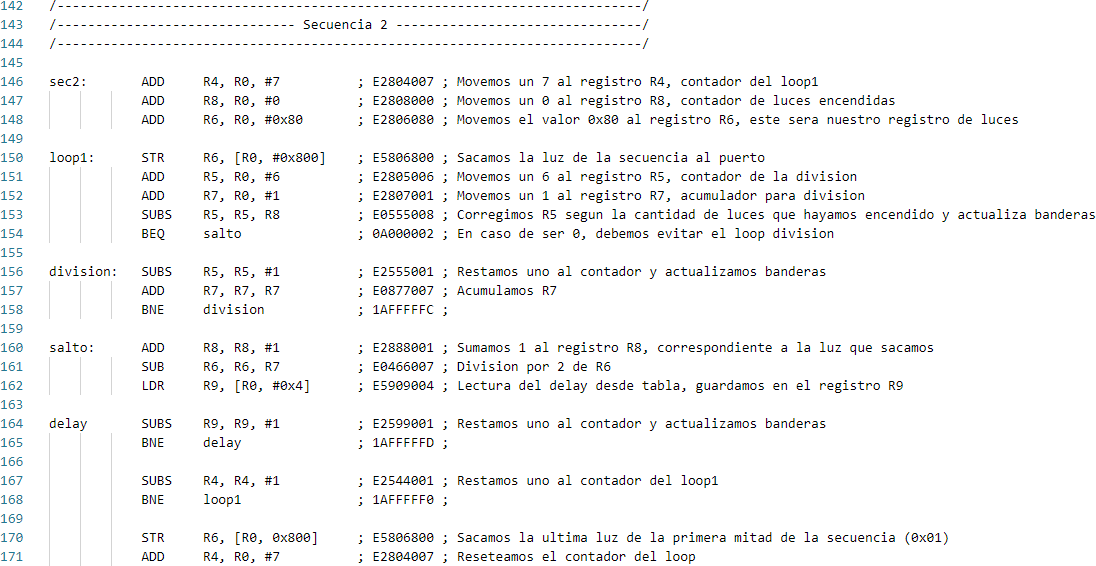 142 /---------------------------------------------------------------------------/
143 /------------------------------ Secuencia 2 --------------------------------/
144 /---------------------------------------------------------------------------/
145
146 sec2: ADD R4, R0, #7 ; E2804007 ; Movemos un 7 al registro R4, contador del loop1
147 ADD R8, R0, #0 ; E2808000 ; Movemos un 0 al registro R8, contador de luces encendidas
148 ADD R6, R0, #0x80 ; E2806080 ; Movemos el valor 0x80 al registro R6, este sera nuestro registro de luces
149
150 loop1: STR R6, [R0, #0x800] ; E5806800 ; Sacamos la luz de la secuencia al puerto
151 ADD R5, R0, #6 ; E2805006 ; Movemos un 6 al registro R5, contador de la division
152 ADD R7, R0, #1 ; E2807001 ; Movemos un 1 al registro R7, acumulador para division
153 SUBS R5, R5, R8 ; E0555008 ; Corregimos R5 segun la cantidad de luces que hayamos encendido y actualiza banderas
154 BEQ salto ; 0A000002 ; En caso de ser 0, debemos evitar el loop division
155
156 division: SUBS R5, R5, #1 ; E2555001 ; Restamos uno al contador y actualizamos banderas
157 ADD R7, R7, R7 ; E0877007 ; Acumulamos R7
158 BNE division ; 1AFFFFFC ;
159
160 salto: ADD R8, R8, #1 ; E2888001 ; Sumamos 1 al registro R8, correspondiente a la luz que sacamos
161 SUB R6, R6, R7 ; E0466007 ; Division por 2 de R6
162 LDR R9, [R0, #0x4] ; E5909004 ; Lectura del delay desde tabla, guardamos en el registro R9
163
164 delay SUBS R9, R9, #1 ; E2599001 ; Restamos uno al contador y actualizamos banderas
165 BNE delay ; 1AFFFFFD ;
166
167 SUBS R4, R4, #1 ; E2544001 ; Restamos uno al contador del loop1
168 BNE loop1 ; 1AFFFFF0 ;
169
170 STR R6, [R0, 0x800] ; E5806800 ; Sacamos la ultima luz de la primera mitad de la secuencia (0x01)
171 ADD R4, R0, #7 ; E2804007 ; Reseteamos el contador del loop